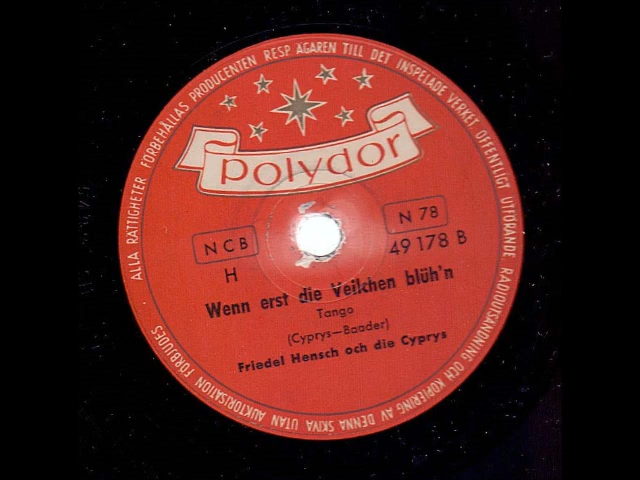 ALLA RÄTTIGHETER FÖRBEHÅLLAS PRODUCENTEN RESP ÄGAREN TILL DET INSPELADE VERKET. OFFENTLIGT UTFÖRANDE RADIOUTSÄNDNING OCH KOPIERING AV DENNA SKIVA UTAN AUKTORISATION FÖRBJUDES
Polydor
NCB
N 78
H
49 178 B
Wenn erst die Veilchen blüh'n
Tango
(Cyprys—Baader)
Friedel Hensch och die Cyprys